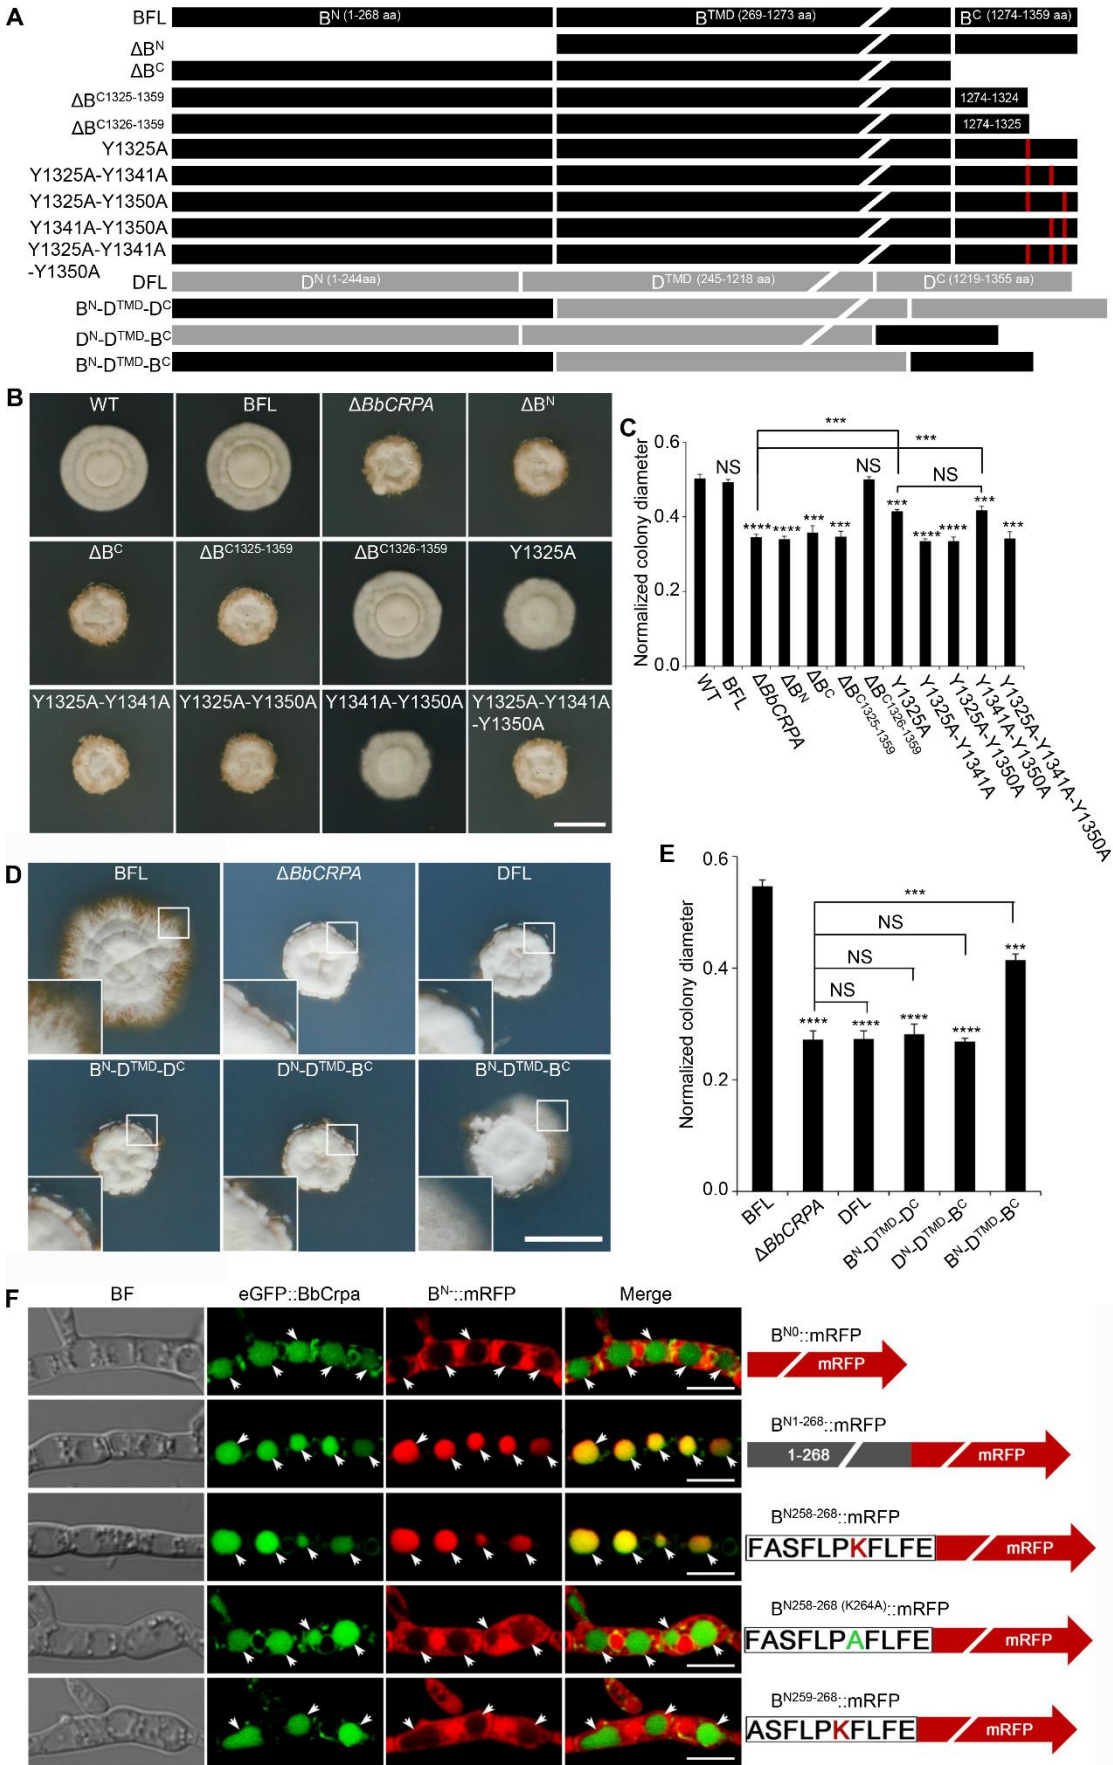 A
BFL B^N (1-268 aa) B^TMD (269-1273 aa) B^C (1274-1359 aa)
ΔB^N
ΔB^C
ΔB^C1325-1359 1274-1324
ΔB^C1326-1359 1274-1325
Y1325A
Y1325A-Y1341A
Y1325A-Y1350A
Y1341A-Y1350A
Y1325A-Y1341A
-Y1350A
DFL D^N (1-244aa) D^TMD (245-1218 aa) D^C (1219-1355 aa)
B^N-D^TMD-D^C
D^N-D^TMD-B^C
B^N-D^TMD-B^C
B
WT BFL ΔBbCRPA ΔB^N
ΔB^C ΔB^C1325-1359 ΔB^C1326-1359 Y1325A
Y1325A-Y1341A Y1325A-Y1350A Y1341A-Y1350A Y1325A-Y1341A
-Y1350A
C
Normalized colony diameter
0.6
0.4
0.2
0.0
***
***
NS
NS **** **** *** *** NS *** **** **** *** ***
WT
BFL
ΔBbCRPA
ΔB^N
ΔB^C
ΔB^C1325-1359
ΔB^C1326-1359
Y1325A
Y1325A-Y1341A
Y1325A-Y1350A
Y1341A-Y1350A
Y1325A-Y1341A-Y1350A
D
BFL ΔBbCRPA DFL
B^N-D^TMD-D^C D^N-D^TMD-B^C B^N-D^TMD-B^C
E
Normalized colony diameter
0.6
0.4
0.2
0.0
***
NS
NS
NS
**** **** **** **** ***
BFL
ΔBbCRPA
DFL
B^N-D^TMD-D^C
D^N-D^TMD-B^C
B^N-D^TMD-B^C
F
BF eGFP::BbCrpa B^N-::mRFP Merge
B^N0::mRFP
mRFP
B^N1-268::mRFP
1-268 mRFP
B^N258-268::mRFP
FASFLPKFLFE mRFP
B^N258-268 (K264A)::mRFP
FASFLPAFLFE mRFP
B^N259-268::mRFP
ASFLPKFLFE mRFP